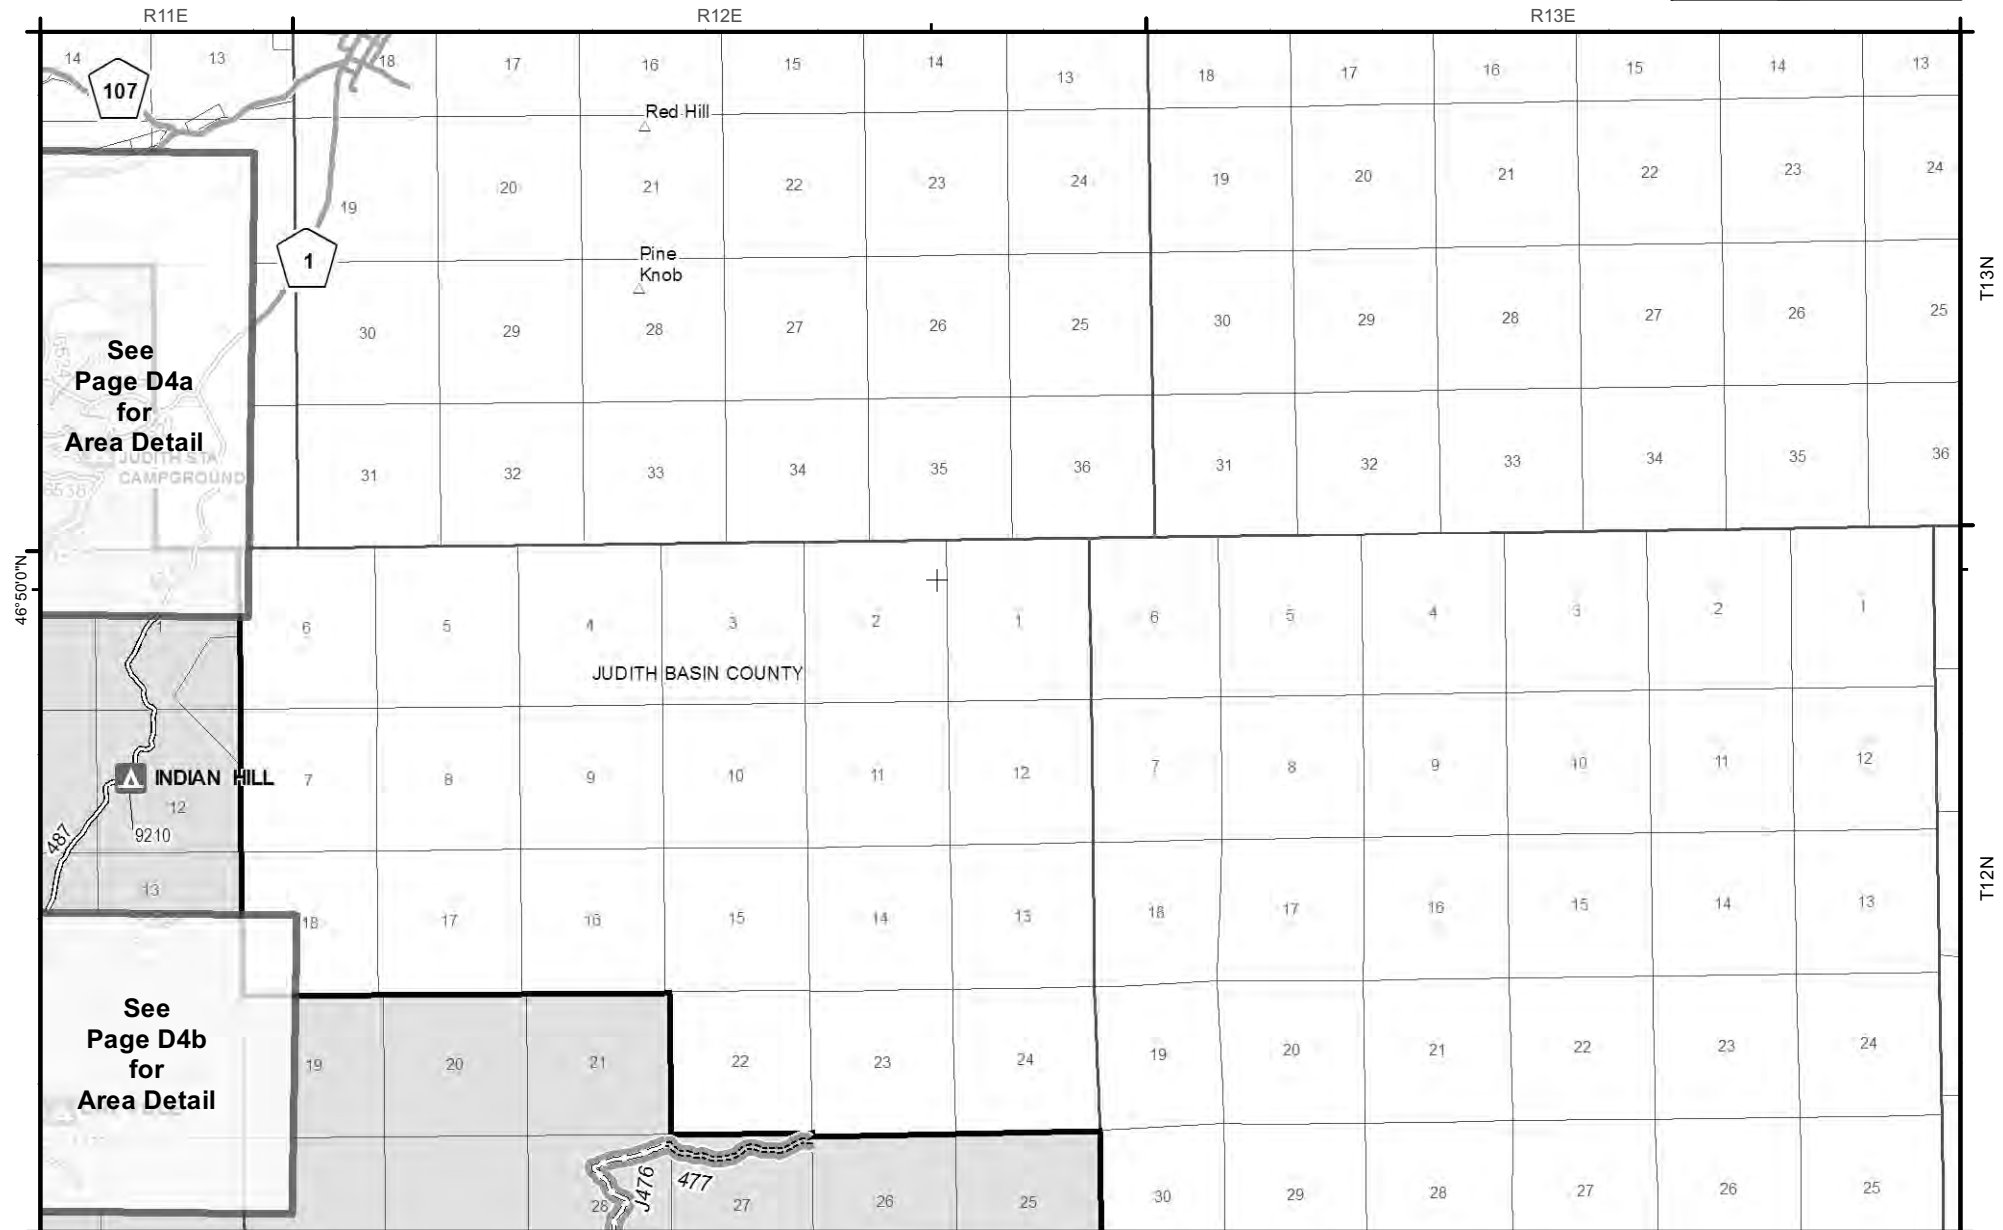 R11E R12E R13E
14 13 18 17 16 15 14 13 18 17 16 15 14 13
107
Red Hill
19 20 21 22 23 24 19 20 21 22 23 24
1
Pine
Knob
30 29 28 27 26 25 30 29 28 27 26 25
T13N
See
Page D4a
for
Area Detail
JUDITH STA
CAMPGROUND
6538
31 32 33 34 35 36 31 32 33 34 35 36
46°50'0"N
1 6 5 4 3 2 1 6 5 4 3 2 1
JUDITH BASIN COUNTY
INDIAN HILL
7 8 9 10 11 12 7 8 9 10 11 12
12
9210
487
T12N
13 18 17 16 15 14 13 18 17 16 15 14 13
See
Page D4b
for
Area Detail
19 20 21 22 23 24 19 20 21 22 23 24
J476
477
28 27 26 25 30 29 28 27 26 25